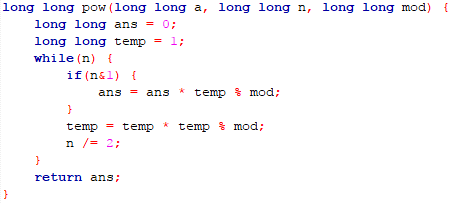 long long pow(long long a, long long n, long long mod) {
    long long ans = 0;
    long long temp = 1;
    while(n) {
        if(n&1) {
            ans = ans * temp % mod;
        }
        temp = temp * temp % mod;
        n /= 2;
    }
    return ans;
}